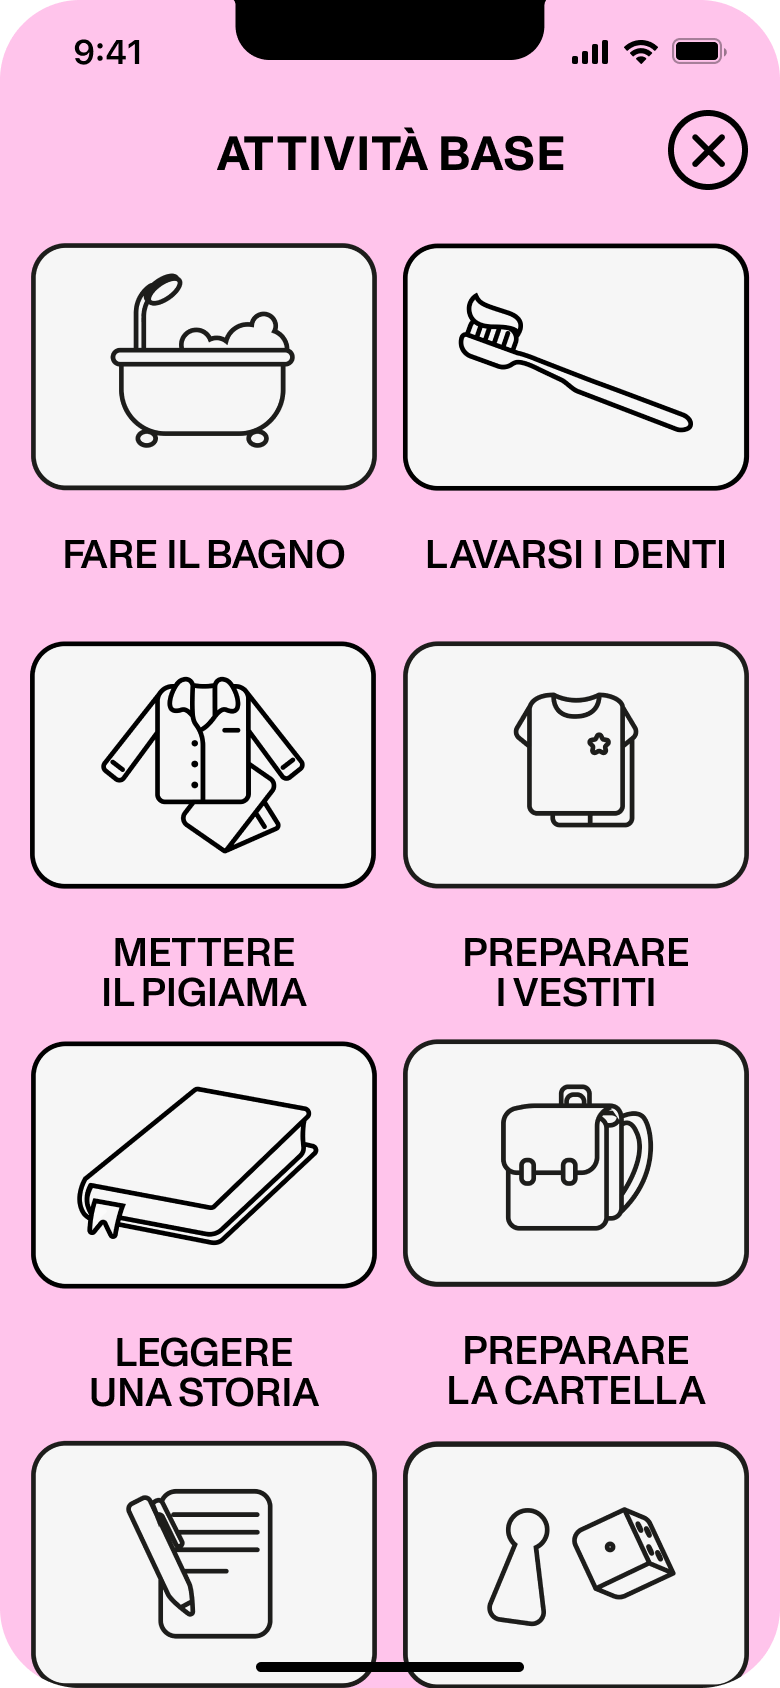 9:41
ATTIVITÀ BASE
FARE IL BAGNO
LAVARSI I DENTI
METTERE
IL PIGIAMA
PREPARARE
I VESTITI
LEGGERE
UNA STORIA
PREPARARE
LA CARTELLA